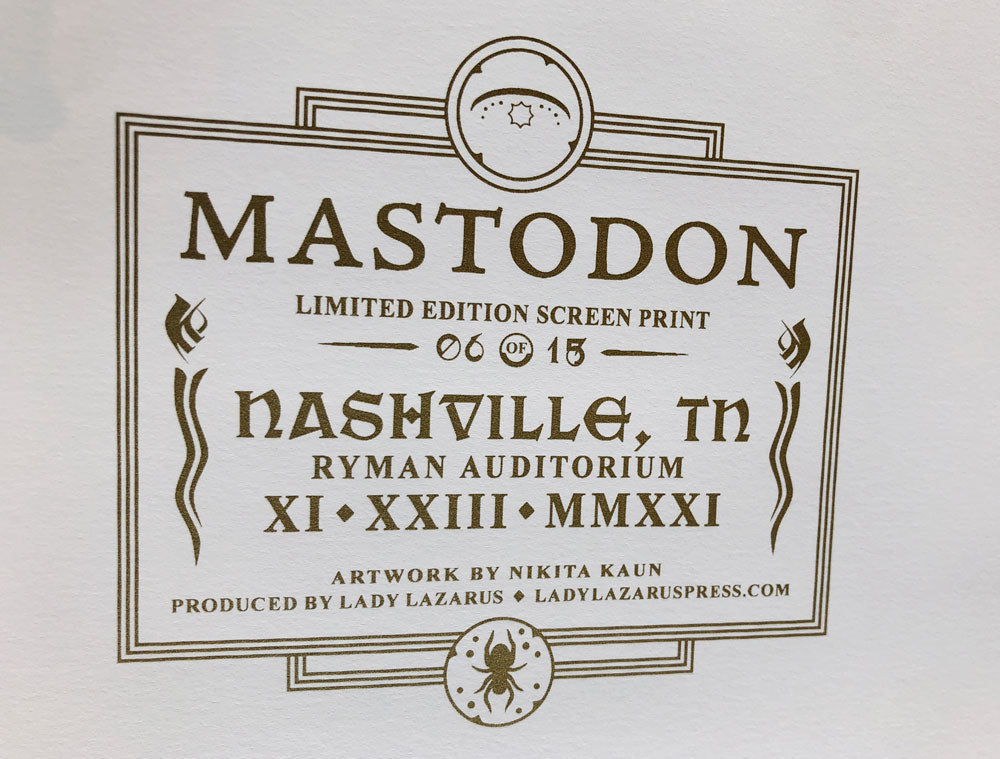 MASTODON
LIMITED EDITION SCREEN PRINT
06 OF 15
NASHVILLE, TN
RYMAN AUDITORIUM
XI ◆ XXIII ◆ MMXXI
ARTWORK BY NIKITA KAUN
PRODUCED BY LADY LAZARUS ◆ LADYLAZARUSPRESS.COM